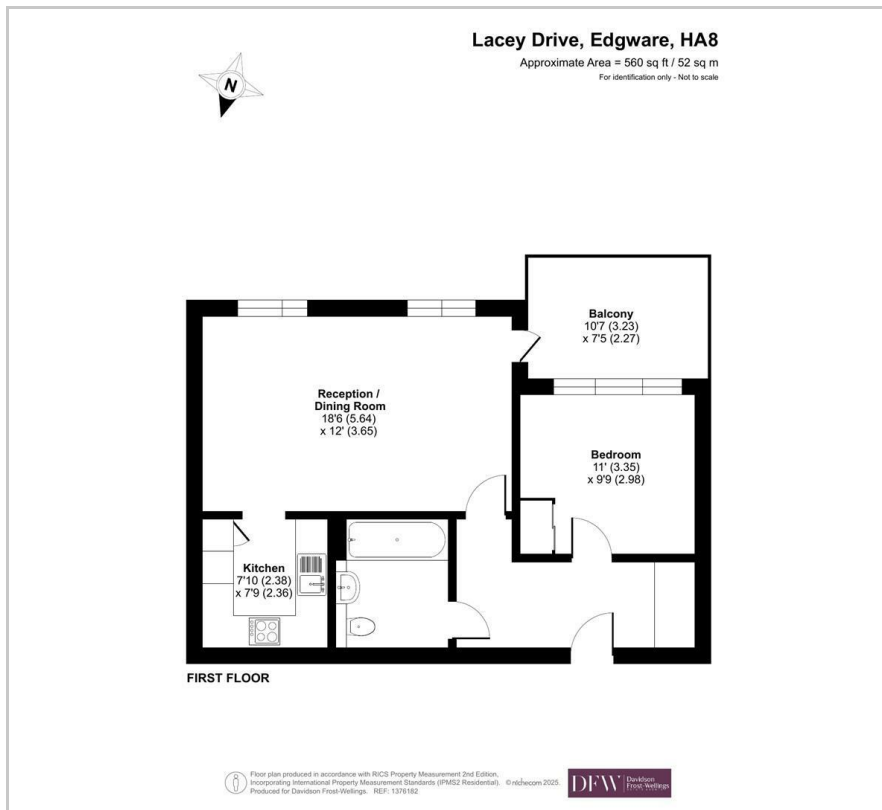 Lacey Drive, Edgware, HA8
Approximate Area = 560 sq ft / 52 sq m
For identification only - Not to scale
N
Balcony
10'7 (3.23)
x 7'5 (2.27)
Reception /
Dining Room
18'6 (5.64)
x 12' (3.65)
Bedroom
11' (3.35)
x 9'9 (2.98)
Kitchen
7'10 (2.38)
x 7'9 (2.36)
FIRST FLOOR
Floor plan produced in accordance with RICS Property Measurement 2nd Edition,
Incorporating International Property Measurement Standards (IPMS2 Residential). © nichecom 2025.
Produced for Davidson Frost-Wellings. REF: 1376182
DFW Davidson
Frost-Wellings